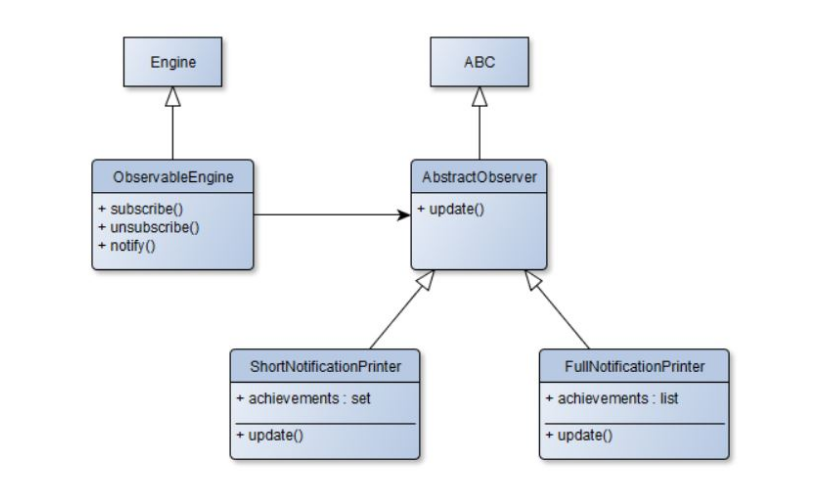 Engine
ABC
ObservableEngine
+ subscribe()
+ unsubscribe()
+ notify()
AbstractObserver
+ update()
ShortNotificationPrinter
+ achievements : set
+ update()
FullNotificationPrinter
+ achievements : list
+ update()